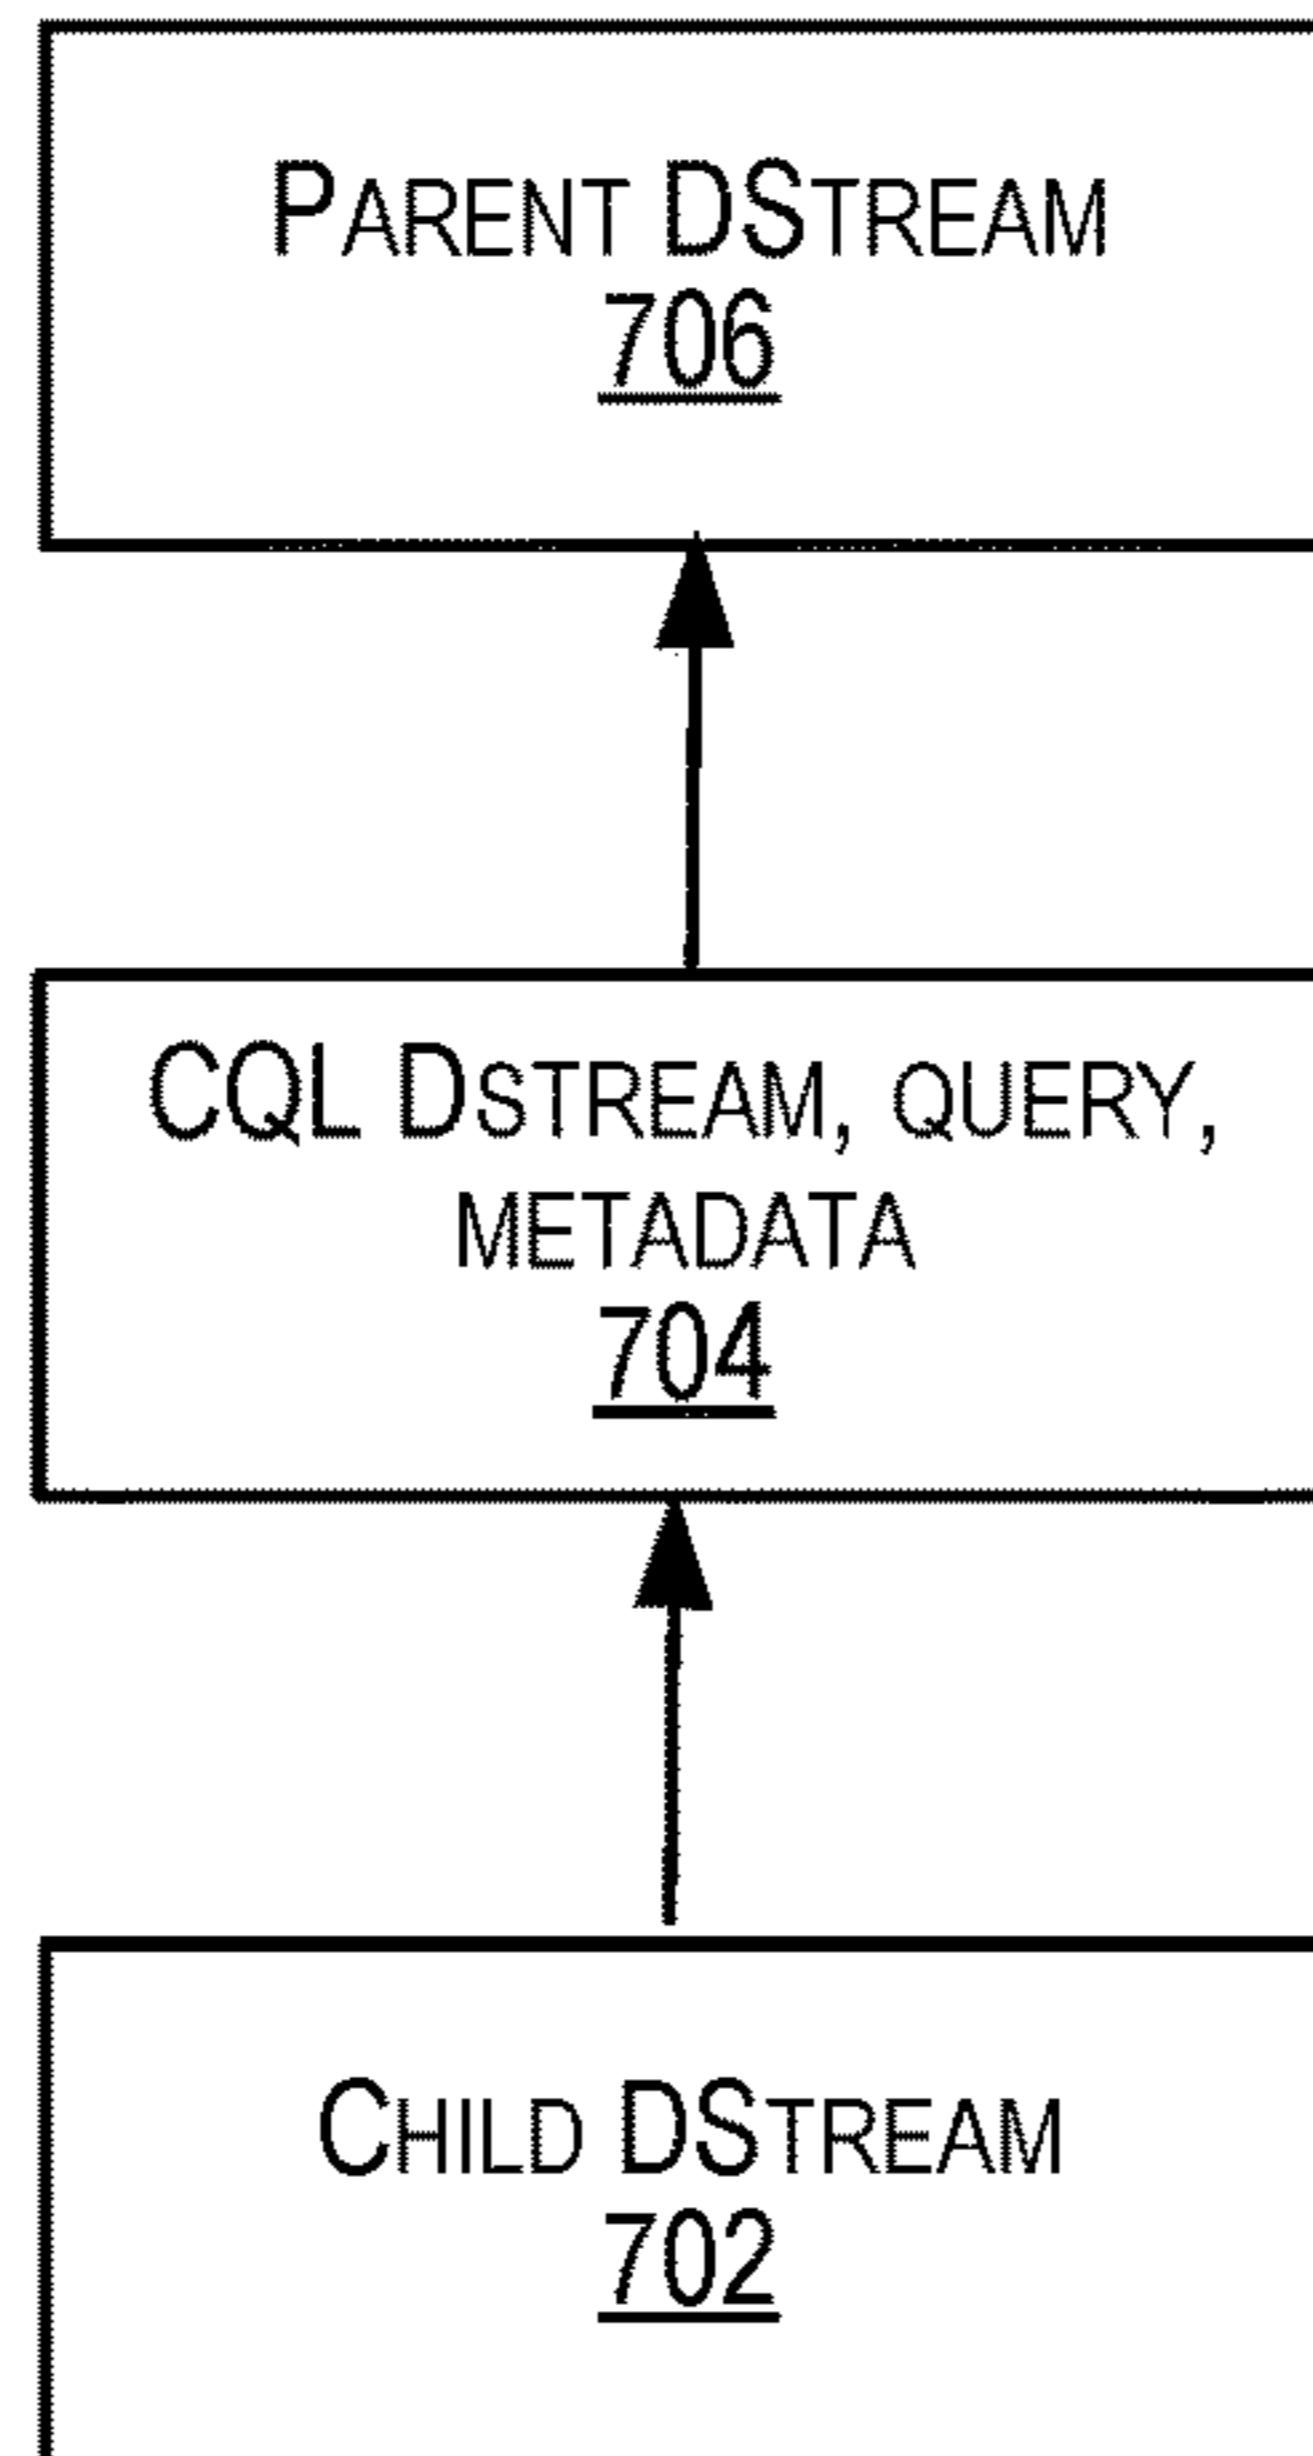 PARENT DSTREAM
706
CQL DSTREAM, QUERY,
METADATA
704
CHILD DSTREAM
702